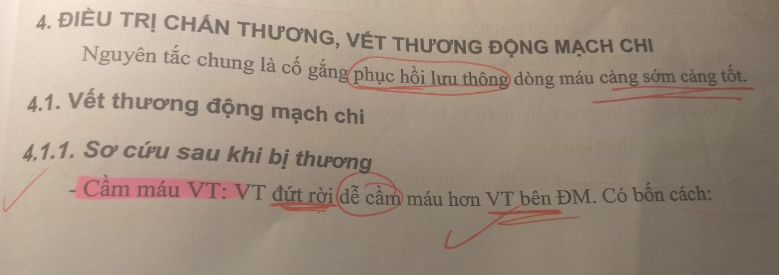 4. ĐIỀU TRỊ CHẤN THƯƠNG, VẾT THƯƠNG ĐỘNG MẠCH CHI
Nguyên tắc chung là cố gắng phục hồi lưu thông dòng máu càng sớm càng tốt.
4.1. Vết thương động mạch chi
4.1.1. Sơ cứu sau khi bị thương
- Cầm máu VT: VT đứt rời dễ cầm máu hơn VT bên ĐM. Có bốn cách: